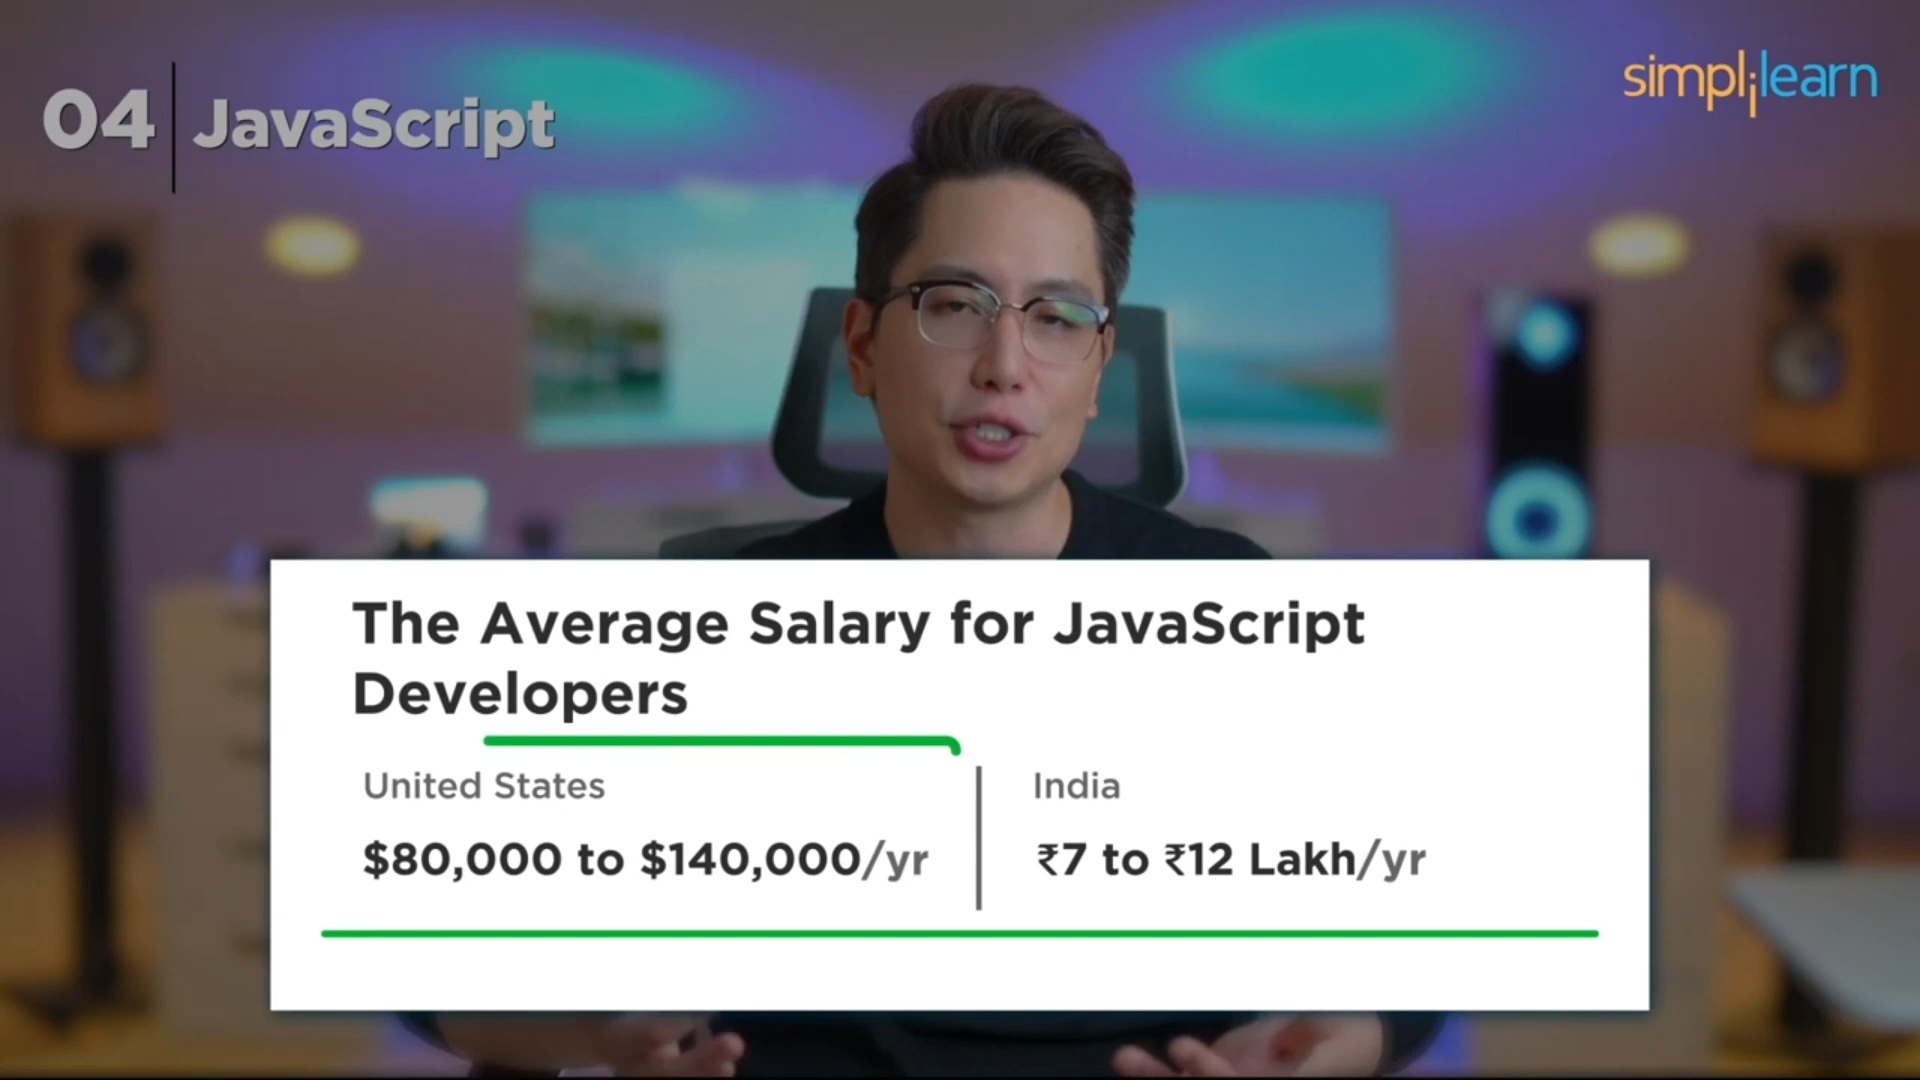 04 JavaScript
simplilearn
The Average Salary for JavaScript
Developers
United States
$80,000 to $140,000/yr
India
₹7 to ₹12 Lakh/yr